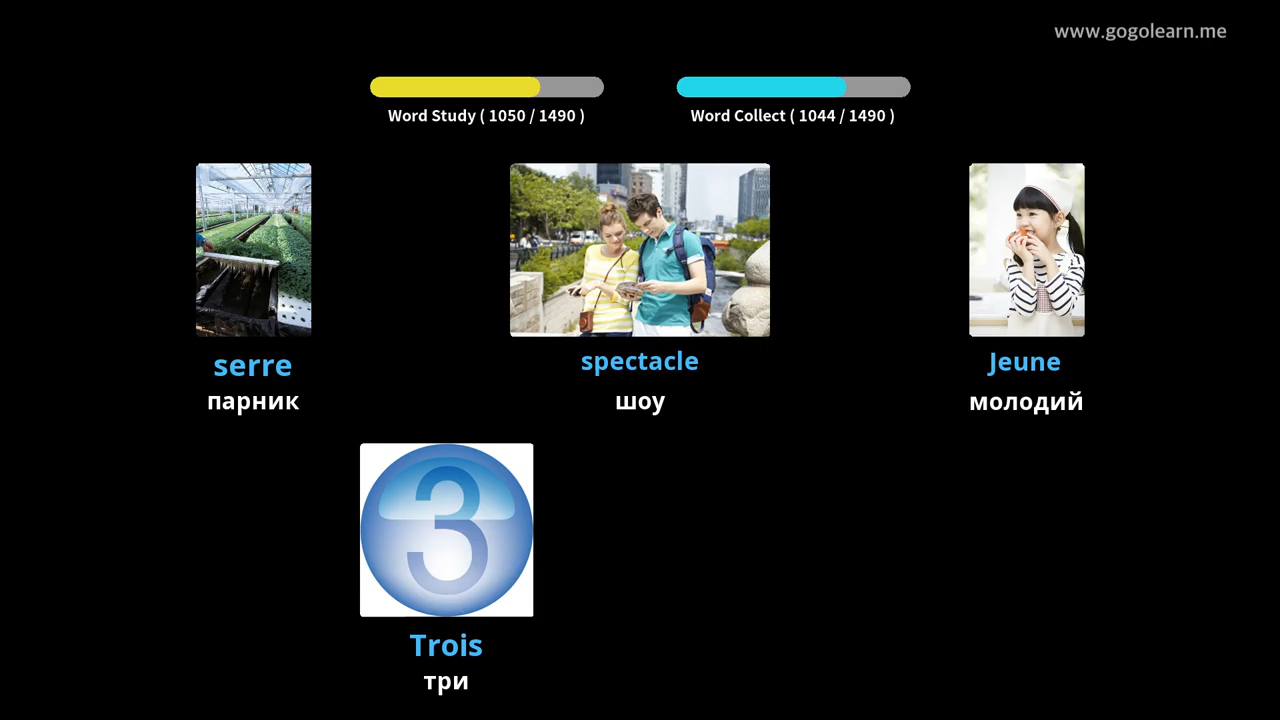 www.gogolearn.me
Word Study ( 1050 / 1490 )
Word Collect ( 1044 / 1490 )
serre
парник
spectacle
шоу
Jeune
молодий
3
Trois
три